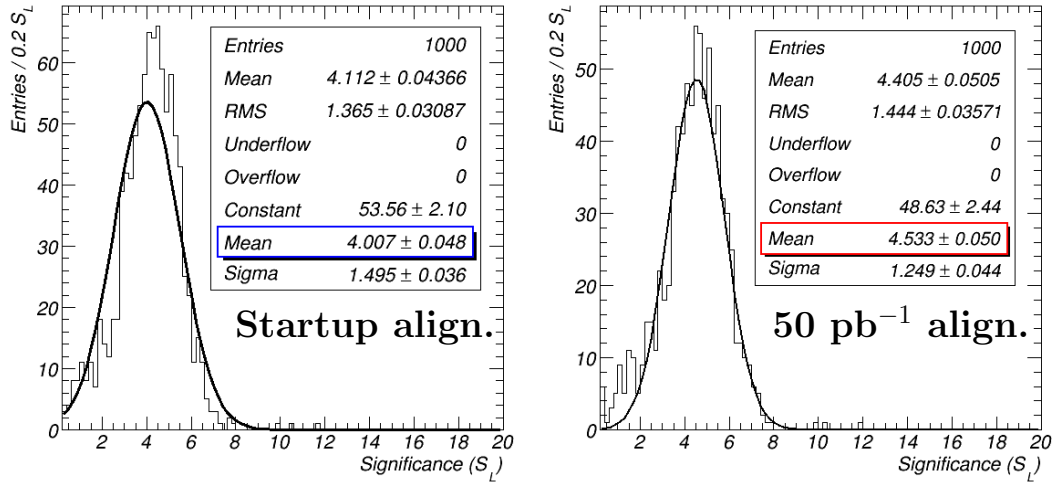 Entries / 0.2 S_L
60
50
40
30
20
10
0
Entries 1000
Mean 4.112 ± 0.04366
RMS 1.365 ± 0.03087
Underflow 0
Overflow 0
Constant 53.56 ± 2.10
Mean 4.007 ± 0.048
Sigma 1.495 ± 0.036
Startup align.
2 4 6 8 10 12 14 16 18 20
Significance (S_L)
Entries / 0.2 S_L
50
40
30
20
10
0
Entries 1000
Mean 4.405 ± 0.0505
RMS 1.444 ± 0.03571
Underflow 0
Overflow 0
Constant 48.63 ± 2.44
Mean 4.533 ± 0.050
Sigma 1.249 ± 0.044
50 pb⁻¹ align.
2 4 6 8 10 12 14 16 18 20
Significance (S_L)